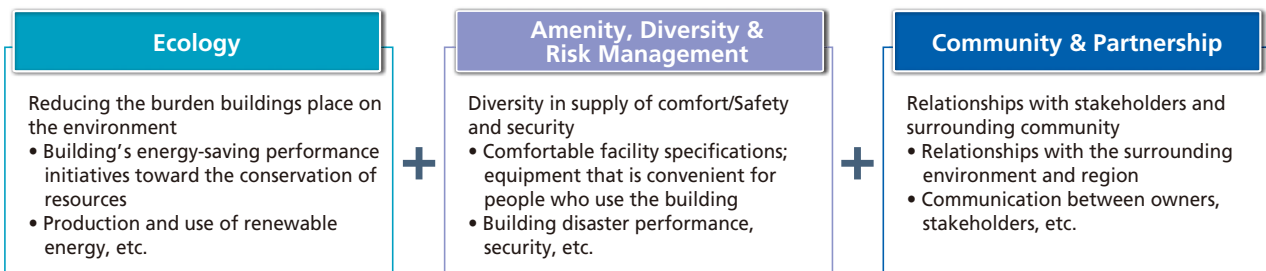 Ecology
Reducing the burden buildings place on
the environment
• Building's energy-saving performance
initiatives toward the conservation of
resources
• Production and use of renewable
energy, etc.
+
Amenity, Diversity &
Risk Management
Diversity in supply of comfort/Safety
and security
• Comfortable facility specifications;
equipment that is convenient for
people who use the building
• Building disaster performance,
security, etc.
+
Community & Partnership
Relationships with stakeholders and
surrounding community
• Relationships with the surrounding
environment and region
• Communication between owners,
stakeholders, etc.